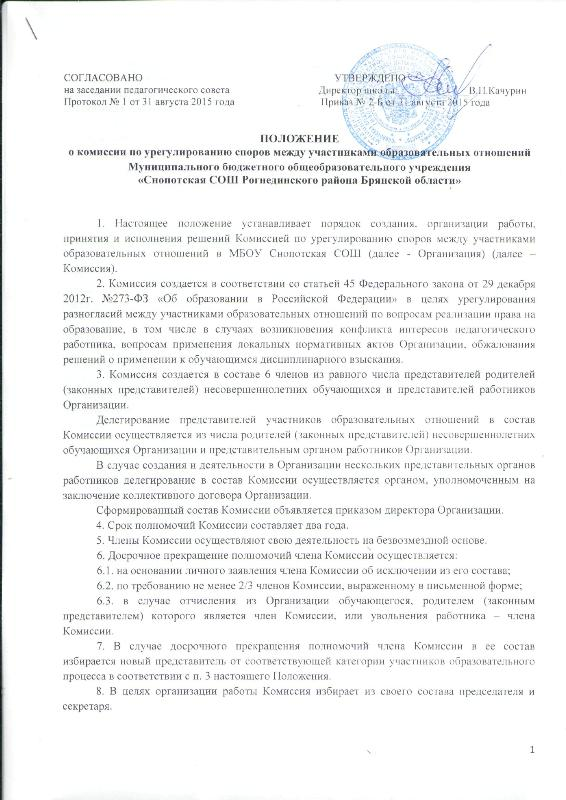 СОГЛАСОВАНО УТВЕРЖДЕНО
на заседании педагогического совета Директор школы В.П.Качурин
Протокол № 1 от 31 августа 2015 года Приказ № 2-Б от 31 августа 2015 года
ПОЛОЖЕНИЕ
о комиссии по урегулированию споров между участниками образовательных отношений
Муниципального бюджетного общеобразовательного учреждения
«Снопотская СОШ Рогнединского района Брянской области»
1. Настоящее положение устанавливает порядок создания, организации работы,
принятия и исполнения решений Комиссией по урегулированию споров между участниками
образовательных отношений в МБОУ Снопотская СОШ (далее - Организация) (далее –
Комиссия).
2. Комиссия создается в соответствии со статьей 45 Федерального закона от 29 декабря
2012г. №273-ФЗ «Об образовании в Российской Федерации» в целях урегулирования
разногласий между участниками образовательных отношений по вопросам реализации права на
образование, в том числе в случаях возникновения конфликта интересов педагогического
работника, вопросам применения локальных нормативных актов Организации, обжалования
решений о применении к обучающимся дисциплинарного взыскания.
3. Комиссия создается в составе 6 членов из равного числа представителей родителей
(законных представителей) несовершеннолетних обучающихся и представителей работников
Организации.
Делегирование представителей участников образовательных отношений в состав
Комиссии осуществляется из числа родителей (законных представителей) несовершеннолетних
обучающихся Организации и представительным органом работников Организации.
В случае создания и деятельности в Организации нескольких представительных органов
работников делегирование в состав Комиссии осуществляется органом, уполномоченным на
заключение коллективного договора Организации.
Сформированный состав Комиссии объявляется приказом директора Организации.
4. Срок полномочий Комиссии составляет два года.
5. Члены Комиссии осуществляют свою деятельность на безвозмездной основе.
6. Досрочное прекращение полномочий члена Комиссии осуществляется:
6.1. на основании личного заявления члена Комиссии об исключении из его состава;
6.2. по требованию не менее 2/3 членов Комиссии, выраженному в письменной форме;
6.3. в случае отчисления из Организации обучающегося, родителем (законным
представителем) которого является член Комиссии, или увольнения работника – члена
Комиссии.
7. В случае досрочного прекращения полномочий члена Комиссии в ее состав
избирается новый представитель от соответствующей категории участников образовательного
процесса в соответствии с п. 3 настоящего Положения.
8. В целях организации работы Комиссия избирает из своего состава председателя и
секретаря.
1